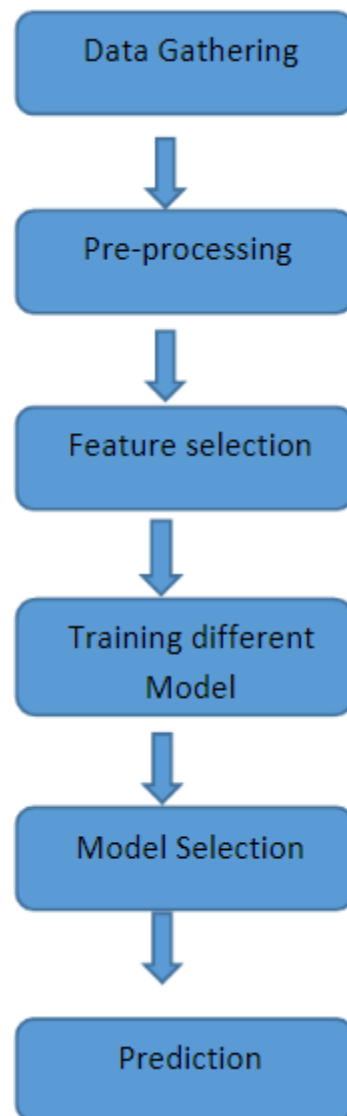 Data Gathering
Pre-processing
Feature selection
Training different
Model
Model Selection
Prediction